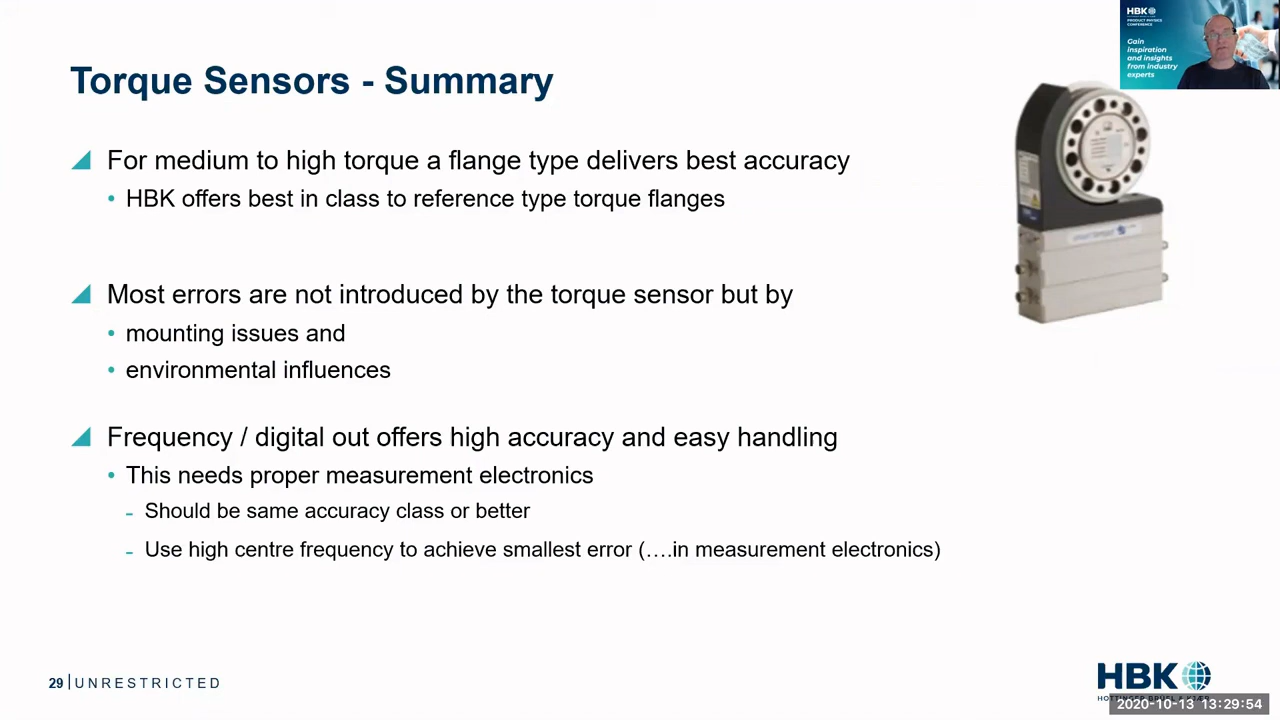 Torque Sensors - Summary
For medium to high torque a flange type delivers best accuracy
• HBK offers best in class to reference type torque flanges
Most errors are not introduced by the torque sensor but by
• mounting issues and
• environmental influences
Frequency / digital out offers high accuracy and easy handling
• This needs proper measurement electronics
- Should be same accuracy class or better
- Use high centre frequency to achieve smallest error (….in measurement electronics)
HBK
PRODUCT PHYSICS
CONFERENCE
Gain
inspiration
and insights
from industry
experts
29 | UNRESTRICTED
HBK
2020-10-13 13:29:54